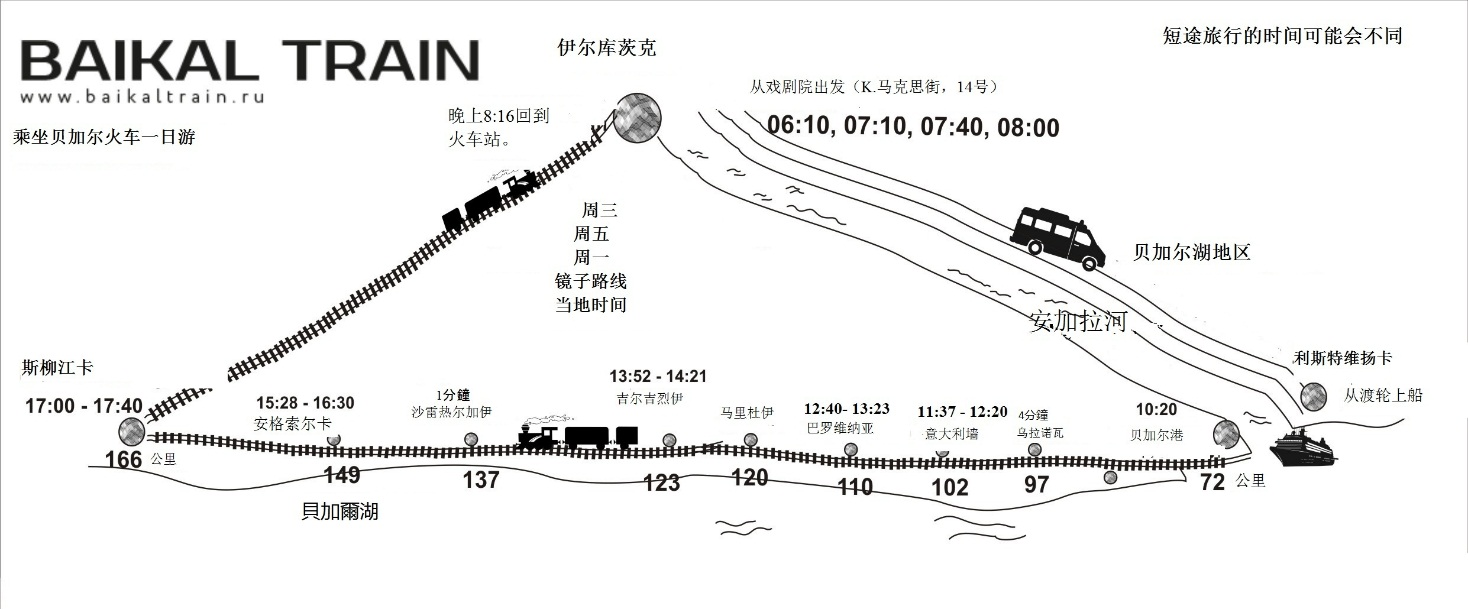 BAIKAL TRAIN
www.baikaltrain.ru
乘坐贝加尔火车一日游
伊尔库茨克
短途旅行的时间可能会不同
从戏剧院出发（K.马克思街，14号）
06:10, 07:10, 07:40, 08:00
晚上8:16回到
火车站。
周三
周五
周一
镜子路线
当地时间
贝加尔湖地区
安加拉河
利斯特维扬卡
从渡轮上船
斯柳江卡
17:00 - 17:40
15:28 - 16:30
安格索尔卡
1分鐘
沙雷热尔加伊
13:52 - 14:21
吉尔吉烈伊
马里杜伊
12:40- 13:23
巴罗维纳亚
11:37 - 12:20
意大利墙
4分鐘
乌拉诺瓦
10:20
贝加尔港
166 公里
149
137
123
120
110
102
97
72 公里
貝加爾湖